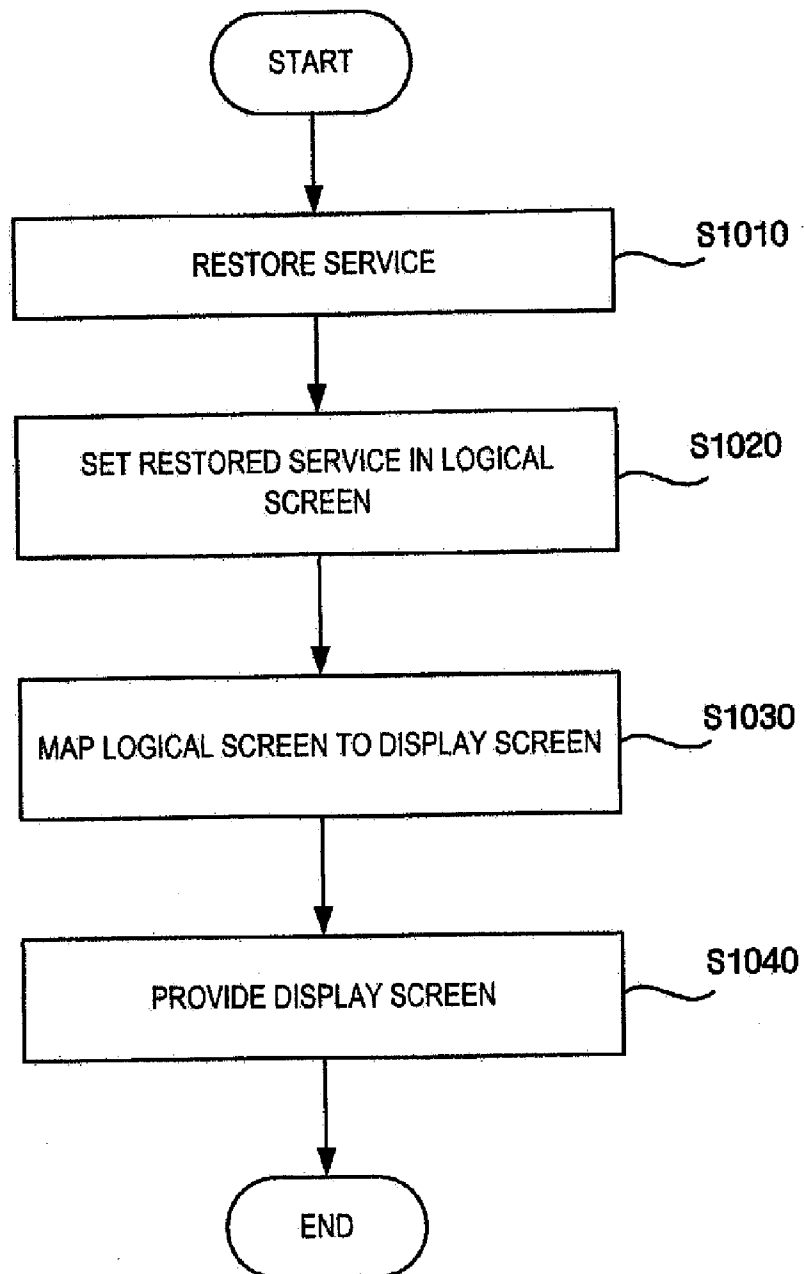 START
RESTORE SERVICE
S1010
SET RESTORED SERVICE IN LOGICAL
SCREEN
S1020
MAP LOGICAL SCREEN TO DISPLAY SCREEN
S1030
PROVIDE DISPLAY SCREEN
S1040
END